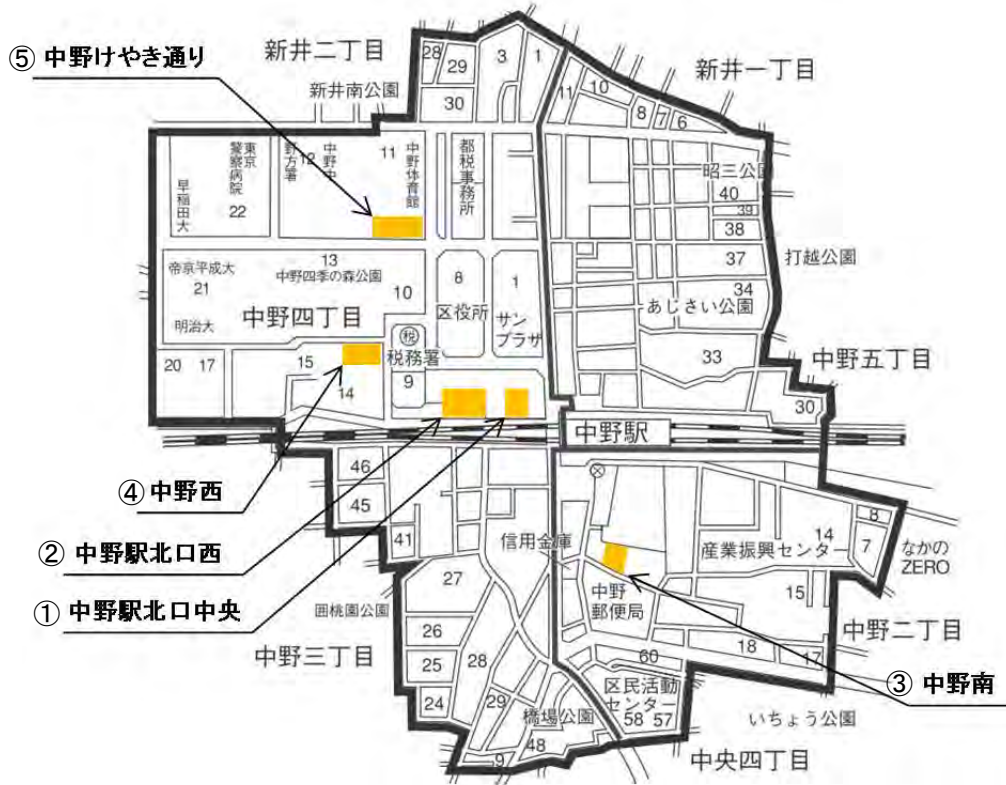 ⑤ 中野けやき通り
新井二丁目
新井南公園
28
29
30
3
1
新井一丁目
11
10
8
7
6
東京
警察病院
22
早稲田大
野方署
12
中野中
11
中野体育館
都税事務所
昭三公園
40
39
38
37
34
打越公園
帝京平成大
21
13
中野四季の森公園
10
8
区役所
1
サン
プラザ
あじさい公園
33
中野五丁目
30
中野四丁目
明治大
20
17
15
14
税
税務署
9
中野駅
④ 中野西
② 中野駅北口西
① 中野駅北口中央
46
45
41
27
囲桃園公園
26
25
24
28
29
中野三丁目
信用金庫
中野
郵便局
産業振興センター
14
8
7
なかの
ZERO
15
中野二丁目
18
17
60
③ 中野南
区民活動
センター
58
57
いちょう公園
橋場公園
48
9
中央四丁目